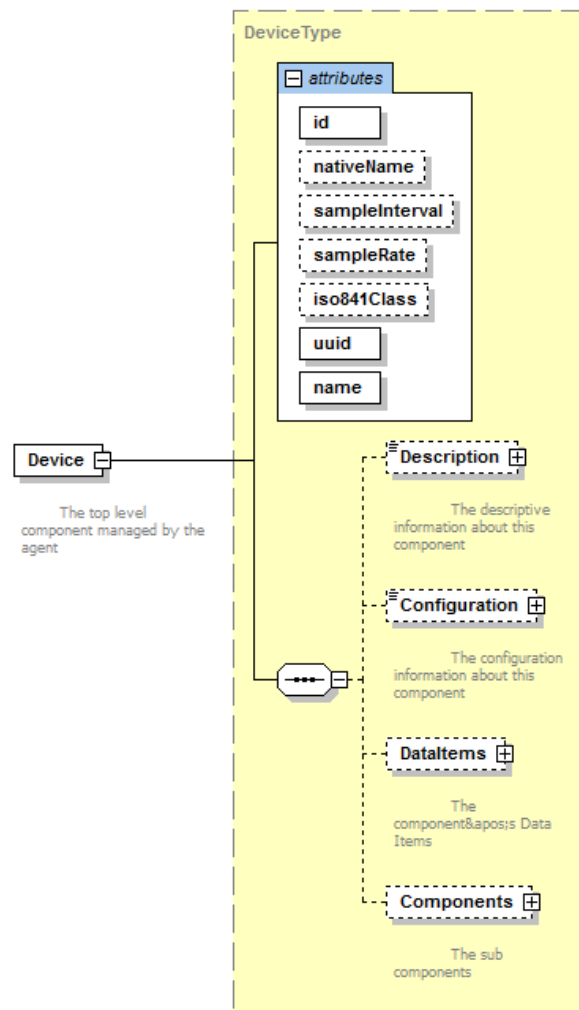 DeviceType
attributes
id
nativeName
sampleInterval
sampleRate
iso841Class
uuid
name
Device
The top level
component managed by the
agent
Description
The descriptive
information about this
component
Configuration
The configuration
information about this
component
DataItems
The
component&apos;s Data
Items
Components
The sub
components